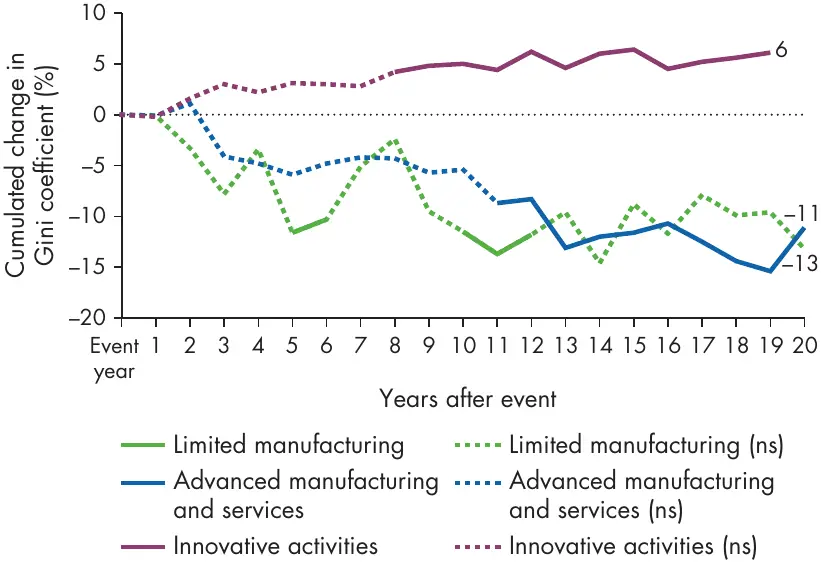 Cumulated change in
Gini coefficient (%)
10
5
0
–5
–10
–15
–20
6
–11
–13
Event year 1 2 3 4 5 6 7 8 9 10 11 12 13 14 15 16 17 18 19 20
Years after event
Limited manufacturing
Limited manufacturing (ns)
Advanced manufacturing
and services
Advanced manufacturing
and services (ns)
Innovative activities
Innovative activities (ns)